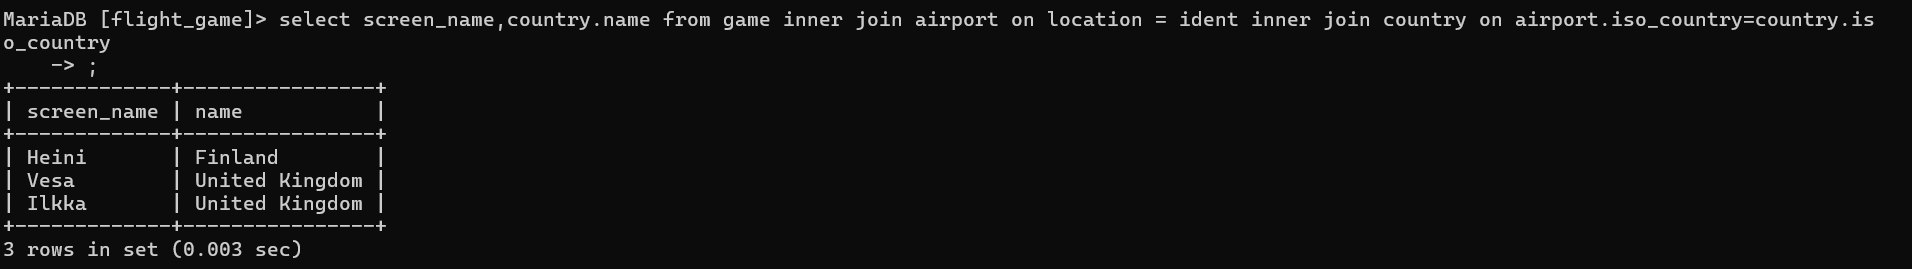 MariaDB [flight_game]> select screen_name,country.name from game inner join airport on location = ident inner join country on airport.iso_country=country.is
o_country
    -> ;
+-------------+----------------+
| screen_name | name           |
+-------------+----------------+
| Heini       | Finland        |
| Vesa        | United Kingdom |
| Ilkka       | United Kingdom |
+-------------+----------------+
3 rows in set (0.003 sec)